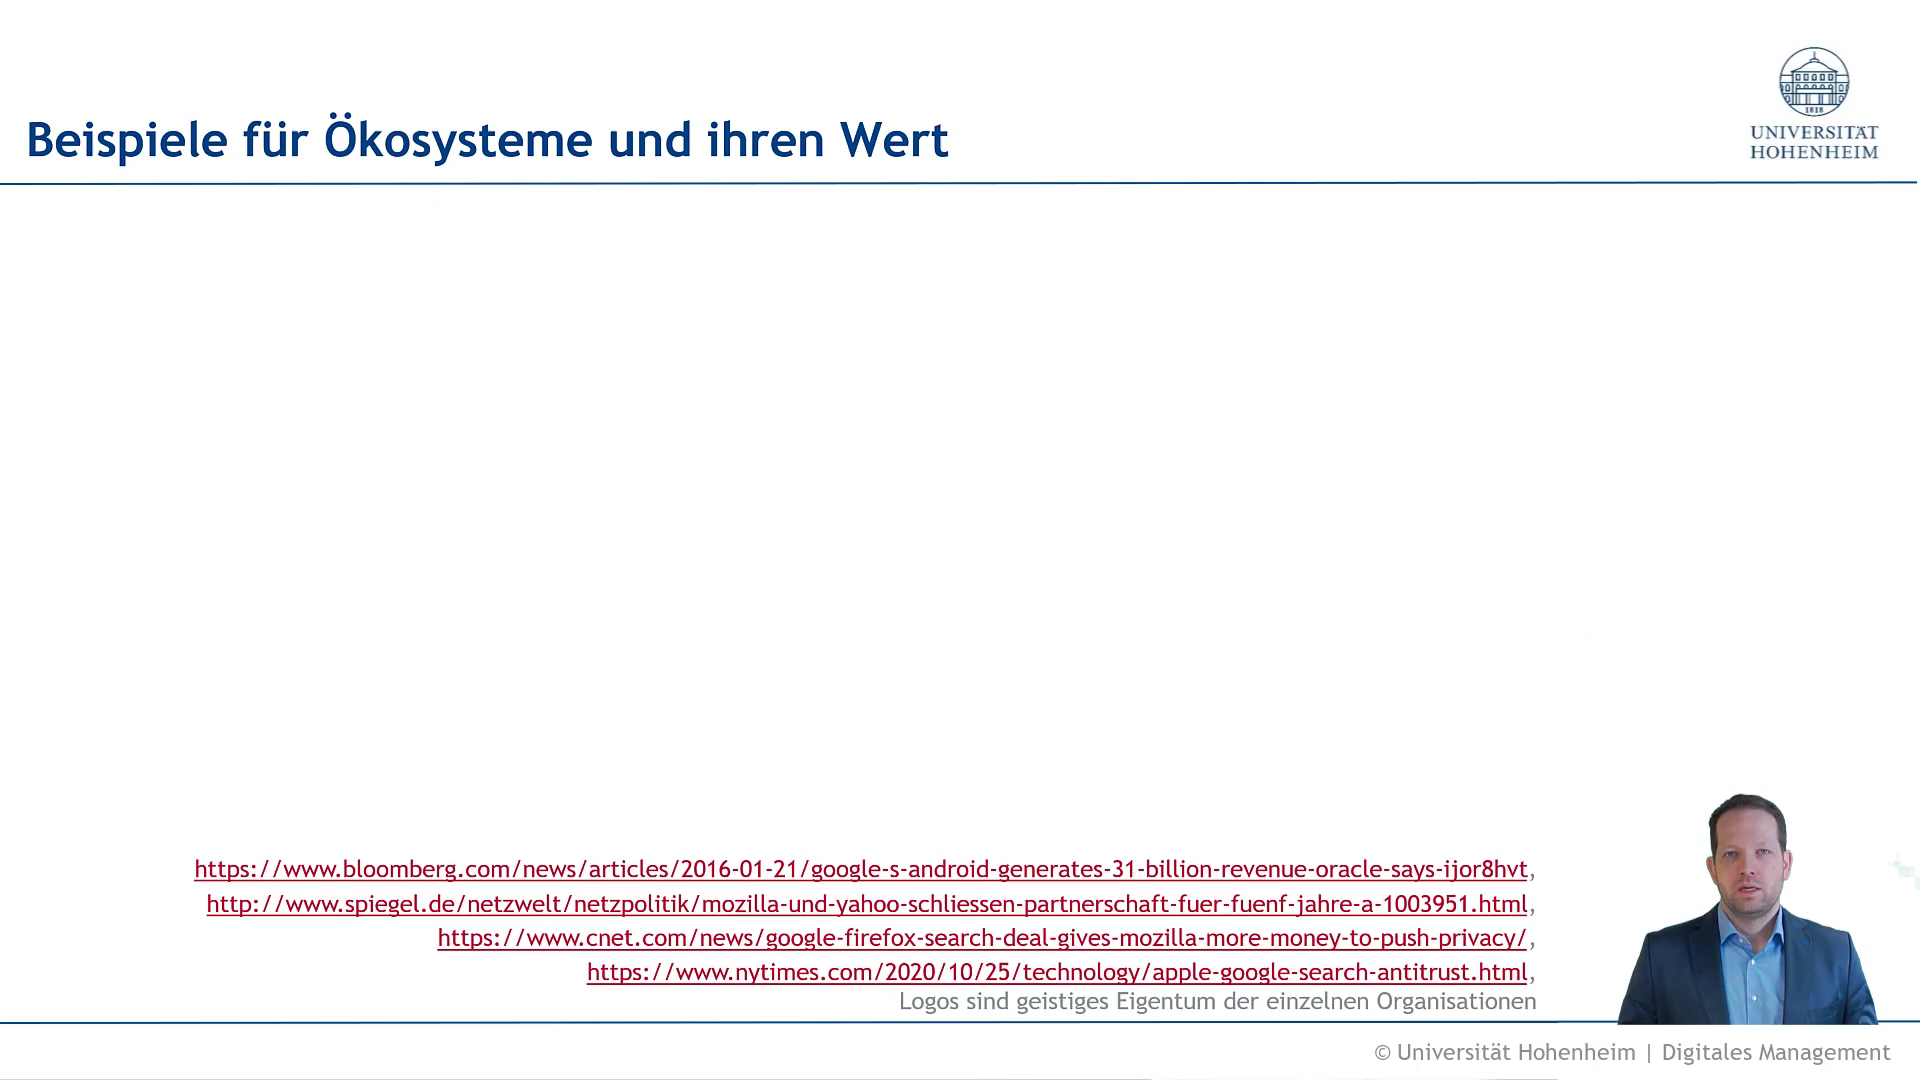 UNIVERSITÄT
HOHENHEIM
Beispiele für Ökosysteme und ihren Wert
https://www.bloomberg.com/news/articles/2016-01-21/google-s-android-generates-31-billion-revenue-oracle-says-ijor8hvt,
http://www.spiegel.de/netzwelt/netzpolitik/mozilla-und-yahoo-schliessen-partnerschaft-fuer-fuenf-jahre-a-1003951.html,
https://www.cnet.com/news/google-firefox-search-deal-gives-mozilla-more-money-to-push-privacy/,
https://www.nytimes.com/2020/10/25/technology/apple-google-search-antitrust.html,
Logos sind geistiges Eigentum der einzelnen Organisationen
© Universität Hohenheim | Digitales Management